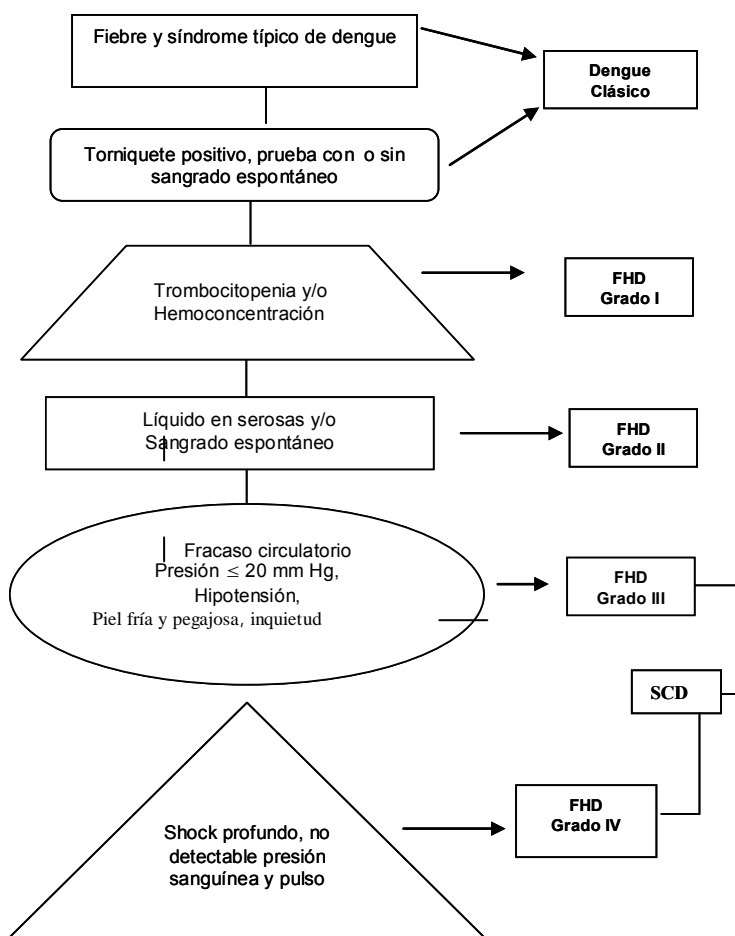 Fiebre y síndrome típico de dengue
Dengue
Clásico
Torniquete positivo, prueba con o sin
sangrado espontáneo
Trombocitopenia y/o
Hemoconcentración
FHD
Grado I
Líquido en serosas y/o
Sangrado espontáneo
FHD
Grado II
Fracaso circulatorio
Presión ≤ 20 mm Hg,
Hipotensión,
Piel fría y pegajosa, inquietud
FHD
Grado III
SCD
FHD
Grado IV
Shock profundo, no
detectable presión
sanguínea y pulso